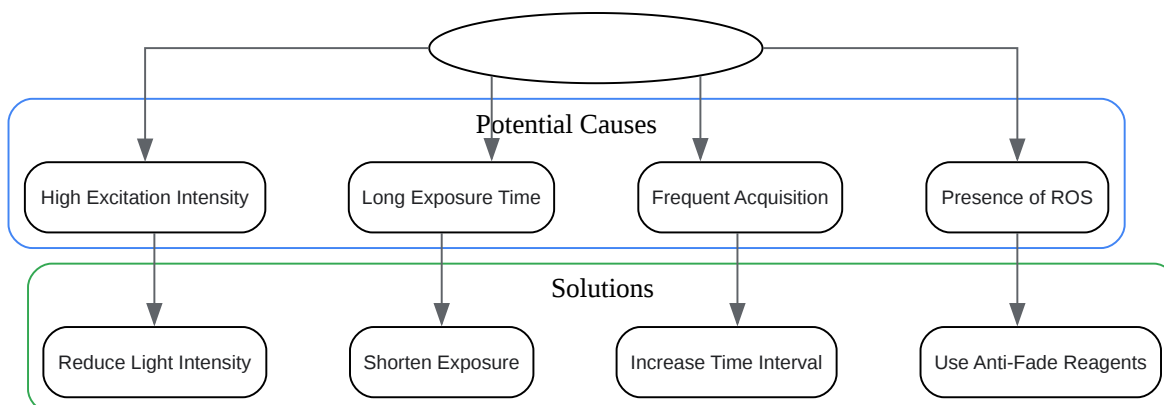 Potential Causes
High Excitation Intensity
Long Exposure Time
Frequent Acquisition
Presence of ROS
Solutions
Reduce Light Intensity
Shorten Exposure
Increase Time Interval
Use Anti-Fade Reagents